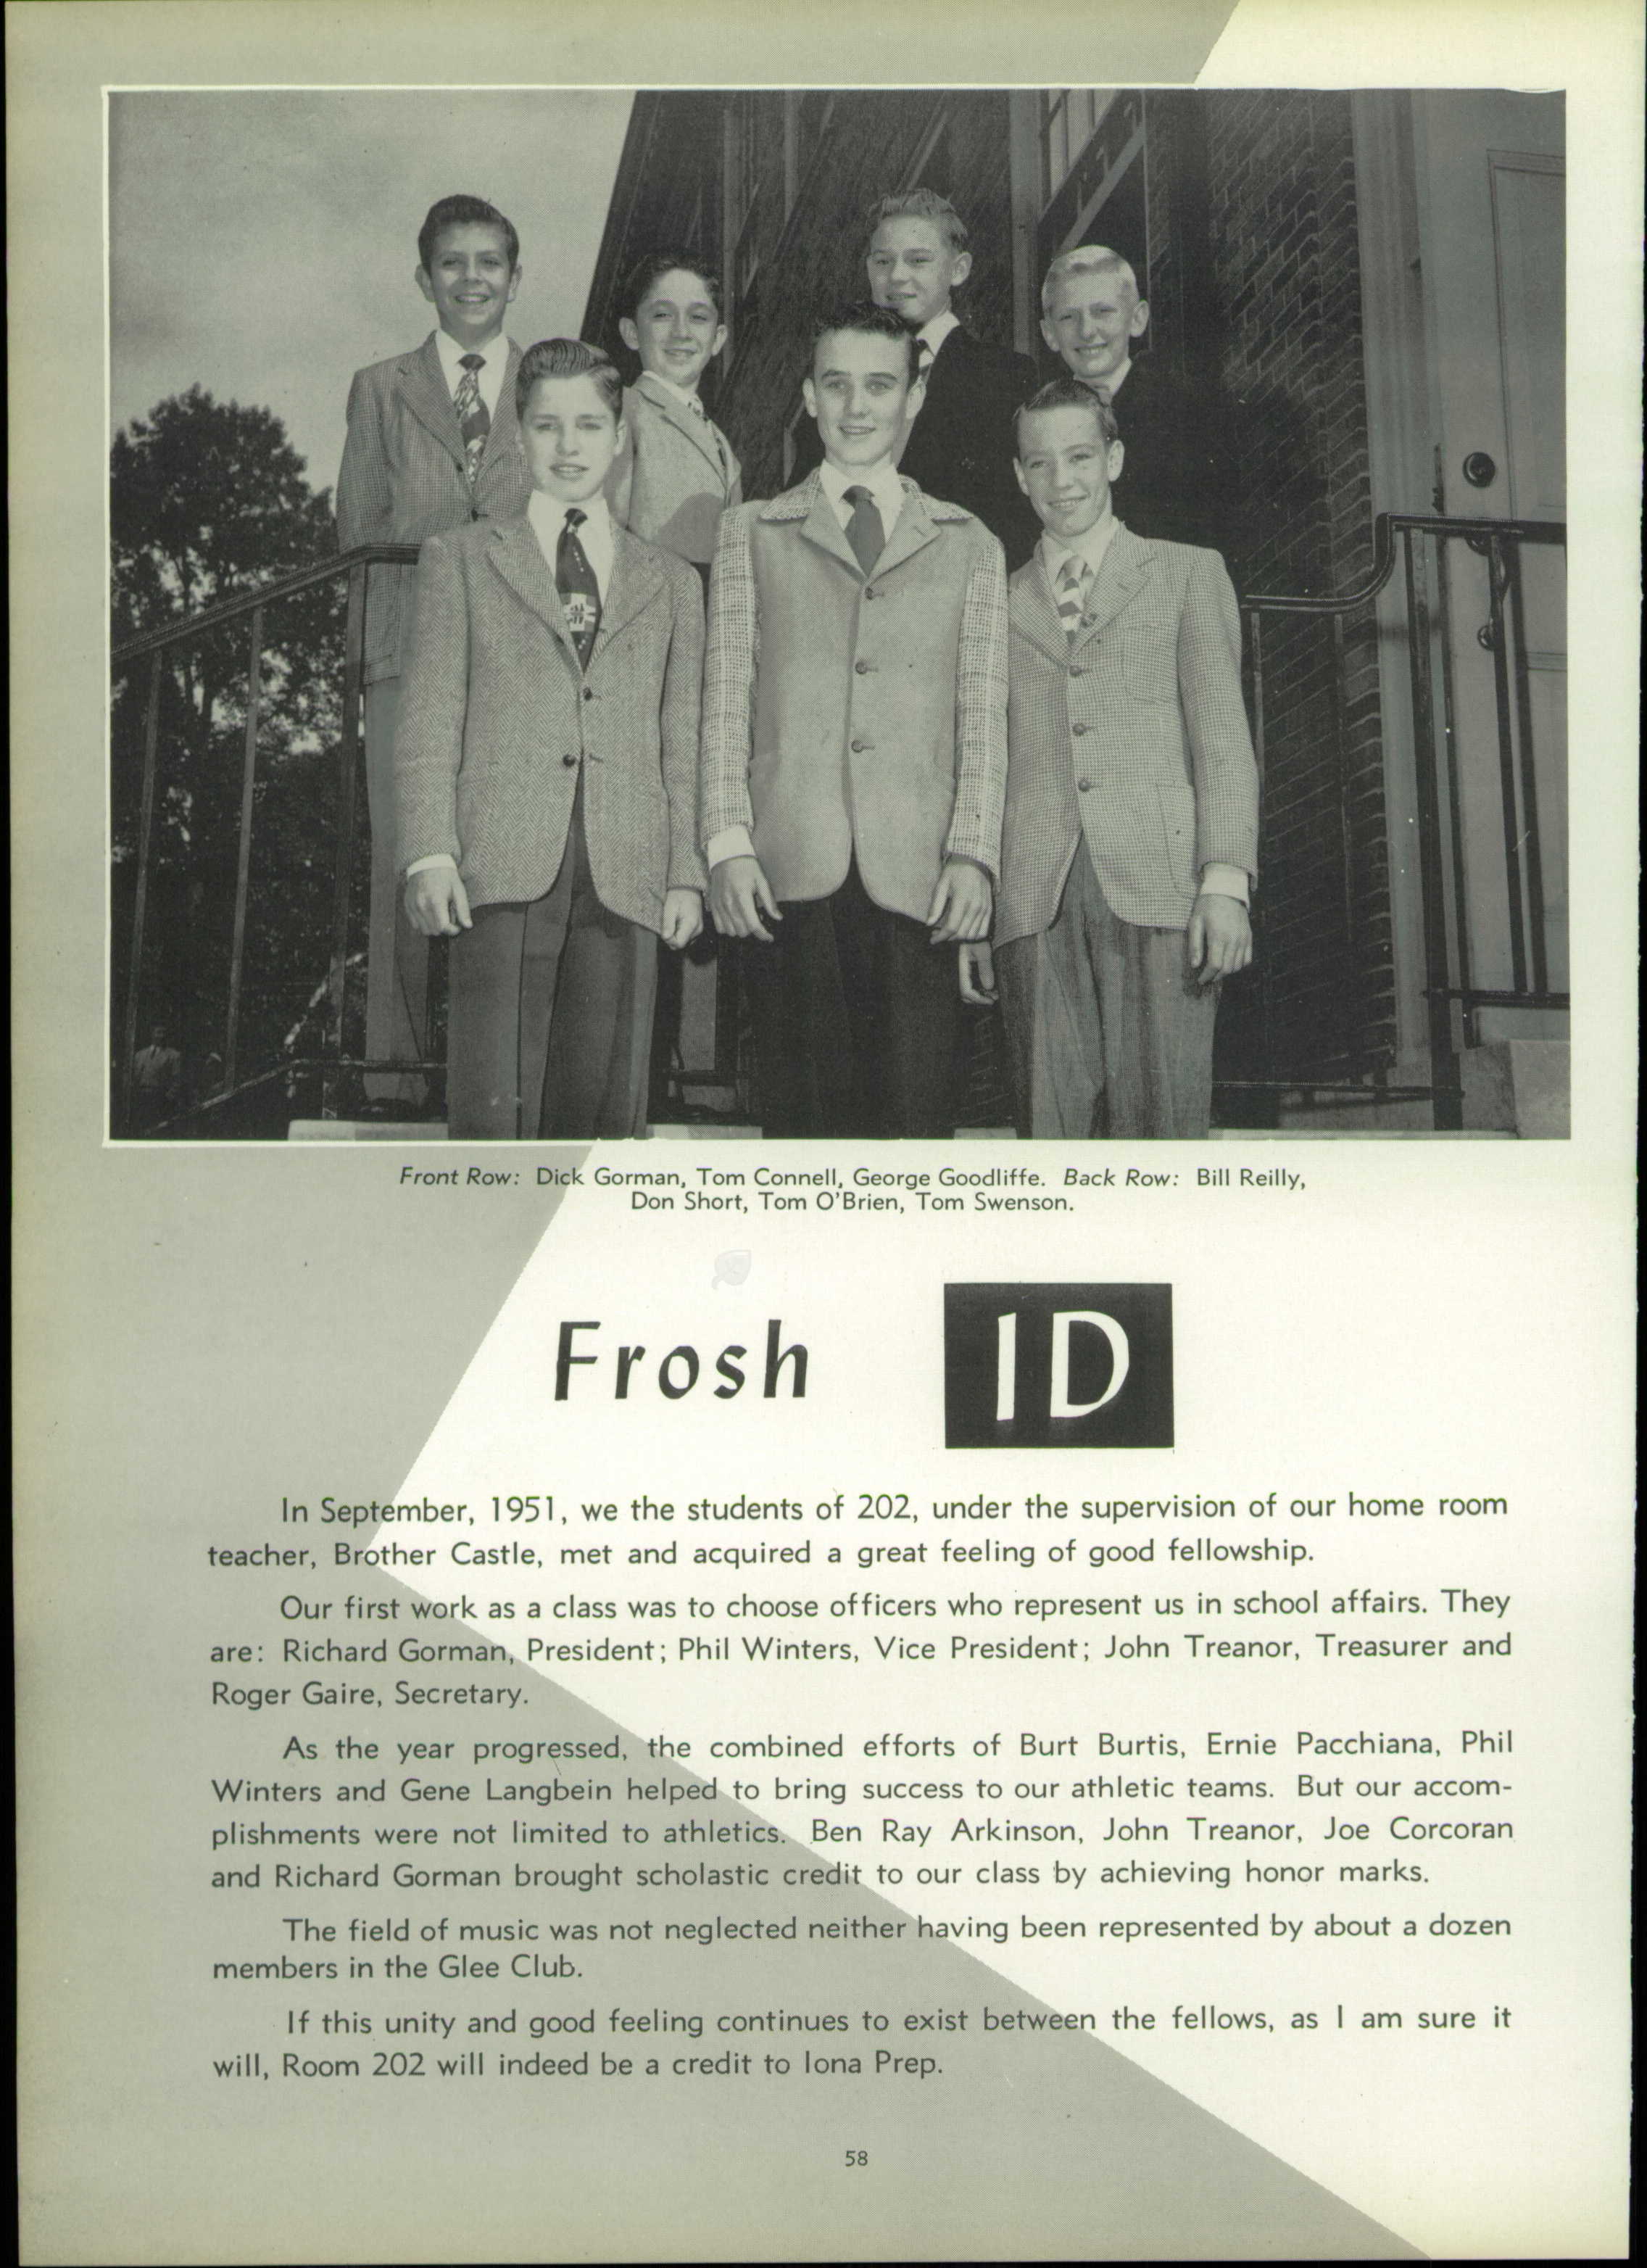 Front Row: Dick Gorman, Tom Connell, George Goodliffe. Back Row: Bill Reilly,
Don Short, Tom O'Brien, Tom Swenson.
Frosh 1D
In September, 1951, we the students of 202, under the supervision of our home room
teacher, Brother Castle, met and acquired a great feeling of good fellowship.
Our first work as a class was to choose officers who represent us in school affairs. They
are: Richard Gorman, President; Phil Winters, Vice President; John Treanor, Treasurer and
Roger Gaire, Secretary.
As the year progressed, the combined efforts of Burt Burtis, Ernie Pacchiana, Phil
Winters and Gene Langbein helped to bring success to our athletic teams. But our accom-
plishments were not limited to athletics. Ben Ray Arkinson, John Treanor, Joe Corcoran
and Richard Gorman brought scholastic credit to our class by achieving honor marks.
The field of music was not neglected neither having been represented by about a dozen
members in the Glee Club.
If this unity and good feeling continues to exist between the fellows, as I am sure it
will, Room 202 will indeed be a credit to Iona Prep.
58